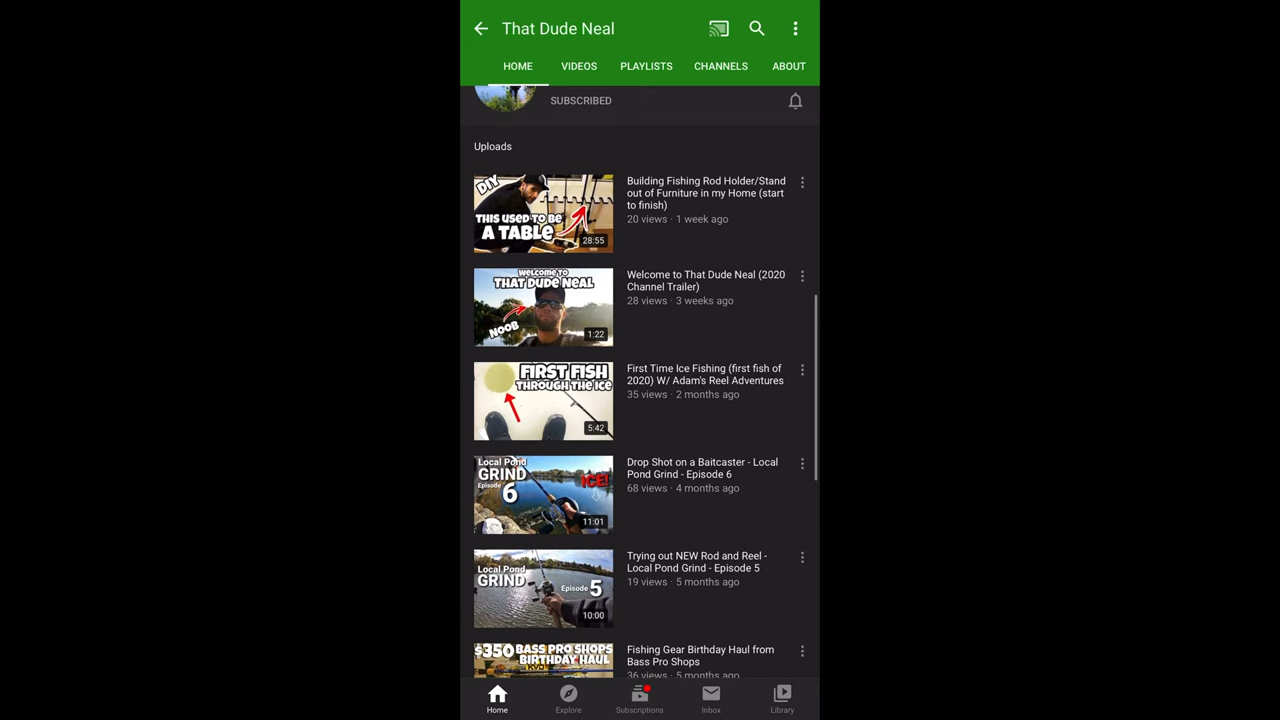 That Dude Neal
HOME VIDEOS PLAYLISTS CHANNELS ABOUT
SUBSCRIBED
Uploads
DIY
THIS USED TO BE
A TABLE
28:55
Building Fishing Rod Holder/Stand
out of Furniture in my Home (start
to finish)
20 views · 1 week ago
WELCOME TO
THAT DUDE NEAL
NOOB
1:22
Welcome to That Dude Neal (2020
Channel Trailer)
28 views · 3 weeks ago
FIRST FISH
THROUGH THE ICE
5:42
First Time Ice Fishing (first fish of
2020) W/ Adam's Reel Adventures
35 views · 2 months ago
Local Pond
GRIND
Episode
6
ICE!
11:01
Drop Shot on a Baitcaster - Local
Pond Grind - Episode 6
68 views · 4 months ago
Local Pond
GRIND
Episode 5
10:00
Trying out NEW Rod and Reel -
Local Pond Grind - Episode 5
19 views · 5 months ago
$350 BASS PRO SHOPS
BIRTHDAY HAUL
Fishing Gear Birthday Haul from
Bass Pro Shops
36 views · 5 months ago
Home Explore Subscriptions Inbox Library